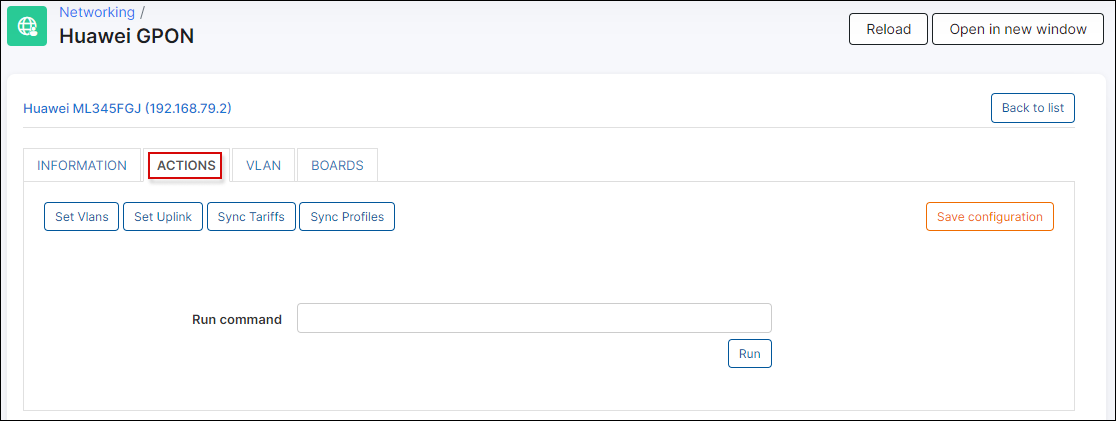 Networking /
Huawei GPON
Reload
Open in new window
Huawei ML345FGJ (192.168.79.2)
Back to list
INFORMATION
ACTIONS
VLAN
BOARDS
Set Vlans
Set Uplink
Sync Tariffs
Sync Profiles
Save configuration
Run command
Run